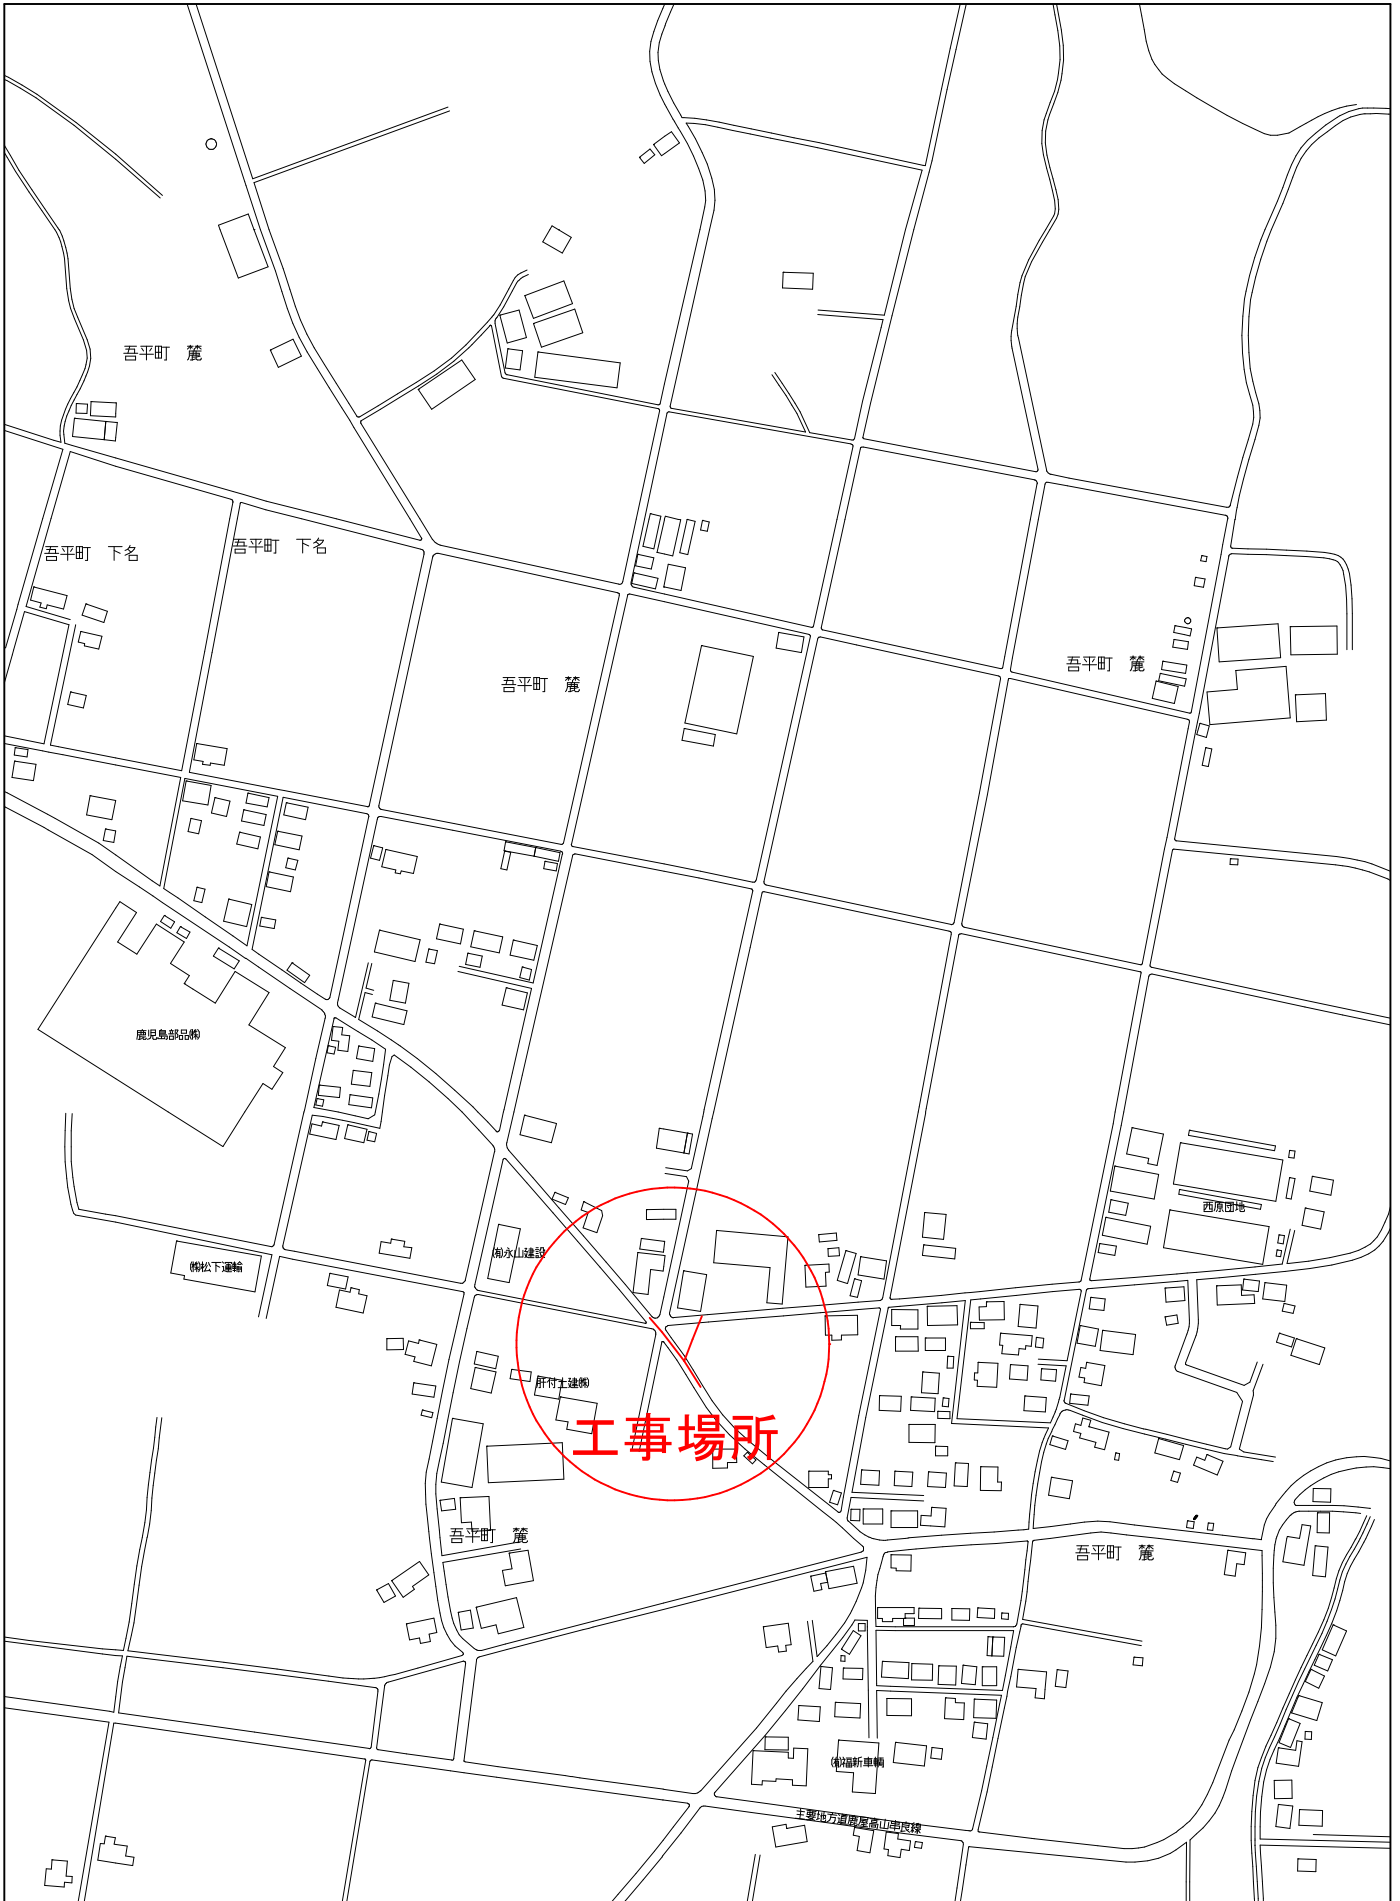 吾平町　麓
吾平町　下名
吾平町　下名
吾平町　麓
吾平町　麓
鹿児島部品㈱
西原団地
㈲永山建設
㈱松下運輸
肝付土建㈱
工事場所
吾平町　麓
吾平町　麓
㈲福新車輌
主要地方道鹿屋高山串良線